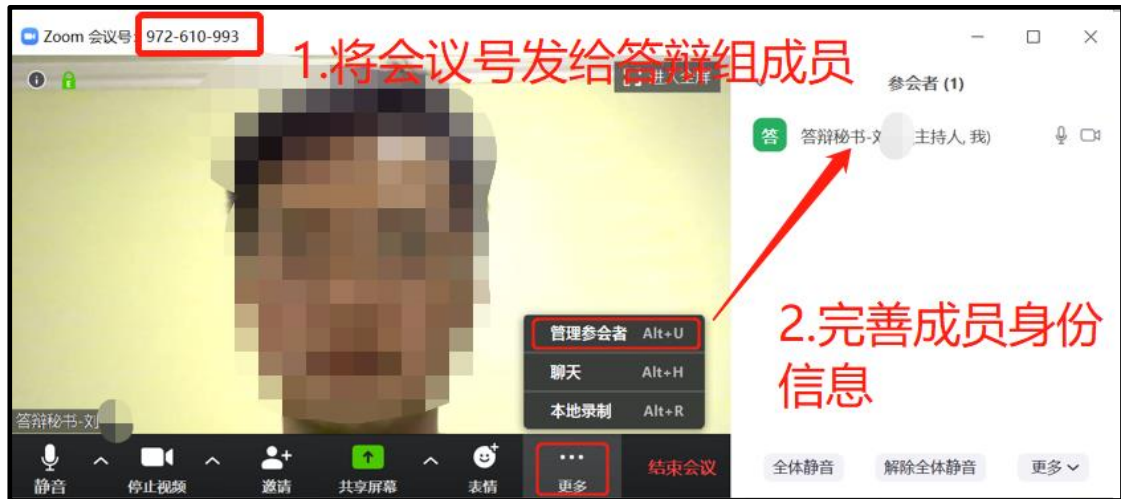 Zoom 会议号: 972-610-993
1.将会议号发给答辩组成员
参会者 (1)
答 答辩秘书-刘 主持人, 我)
管理参会者 Alt+U
聊天 Alt+H
本地录制 Alt+R
2.完善成员身份
信息
答辩秘书-刘
静音 停止视频 邀请 共享屏幕 表情 更多 结束会议
全体静音 解除全体静音 更多